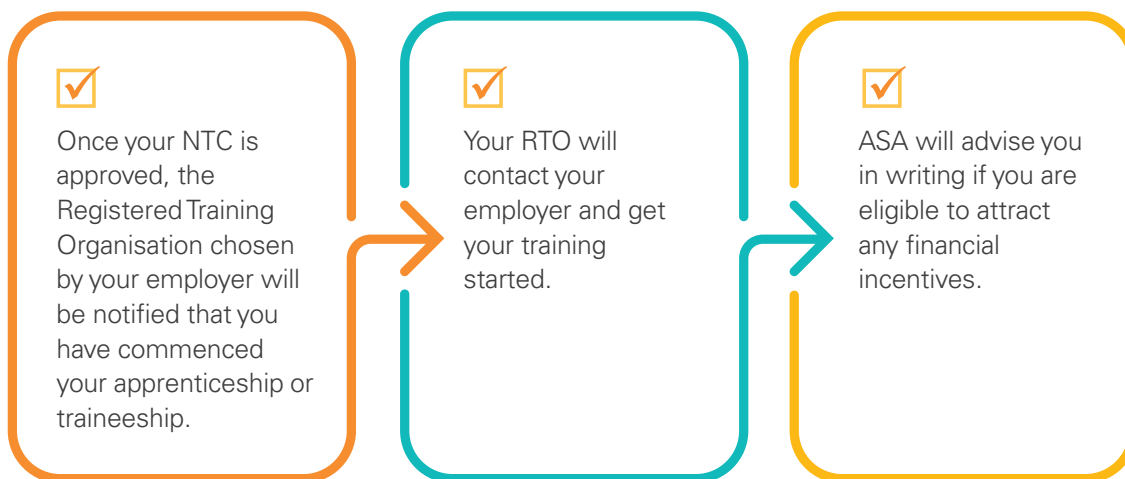 Once your NTC is
approved, the
Registered Training
Organisation chosen
by your employer will
be notified that you
have commenced
your apprenticeship or
traineeship.
Your RTO will
contact your
employer and get
your training
started.
ASA will advise you
in writing if you are
eligible to attract
any financial
incentives.